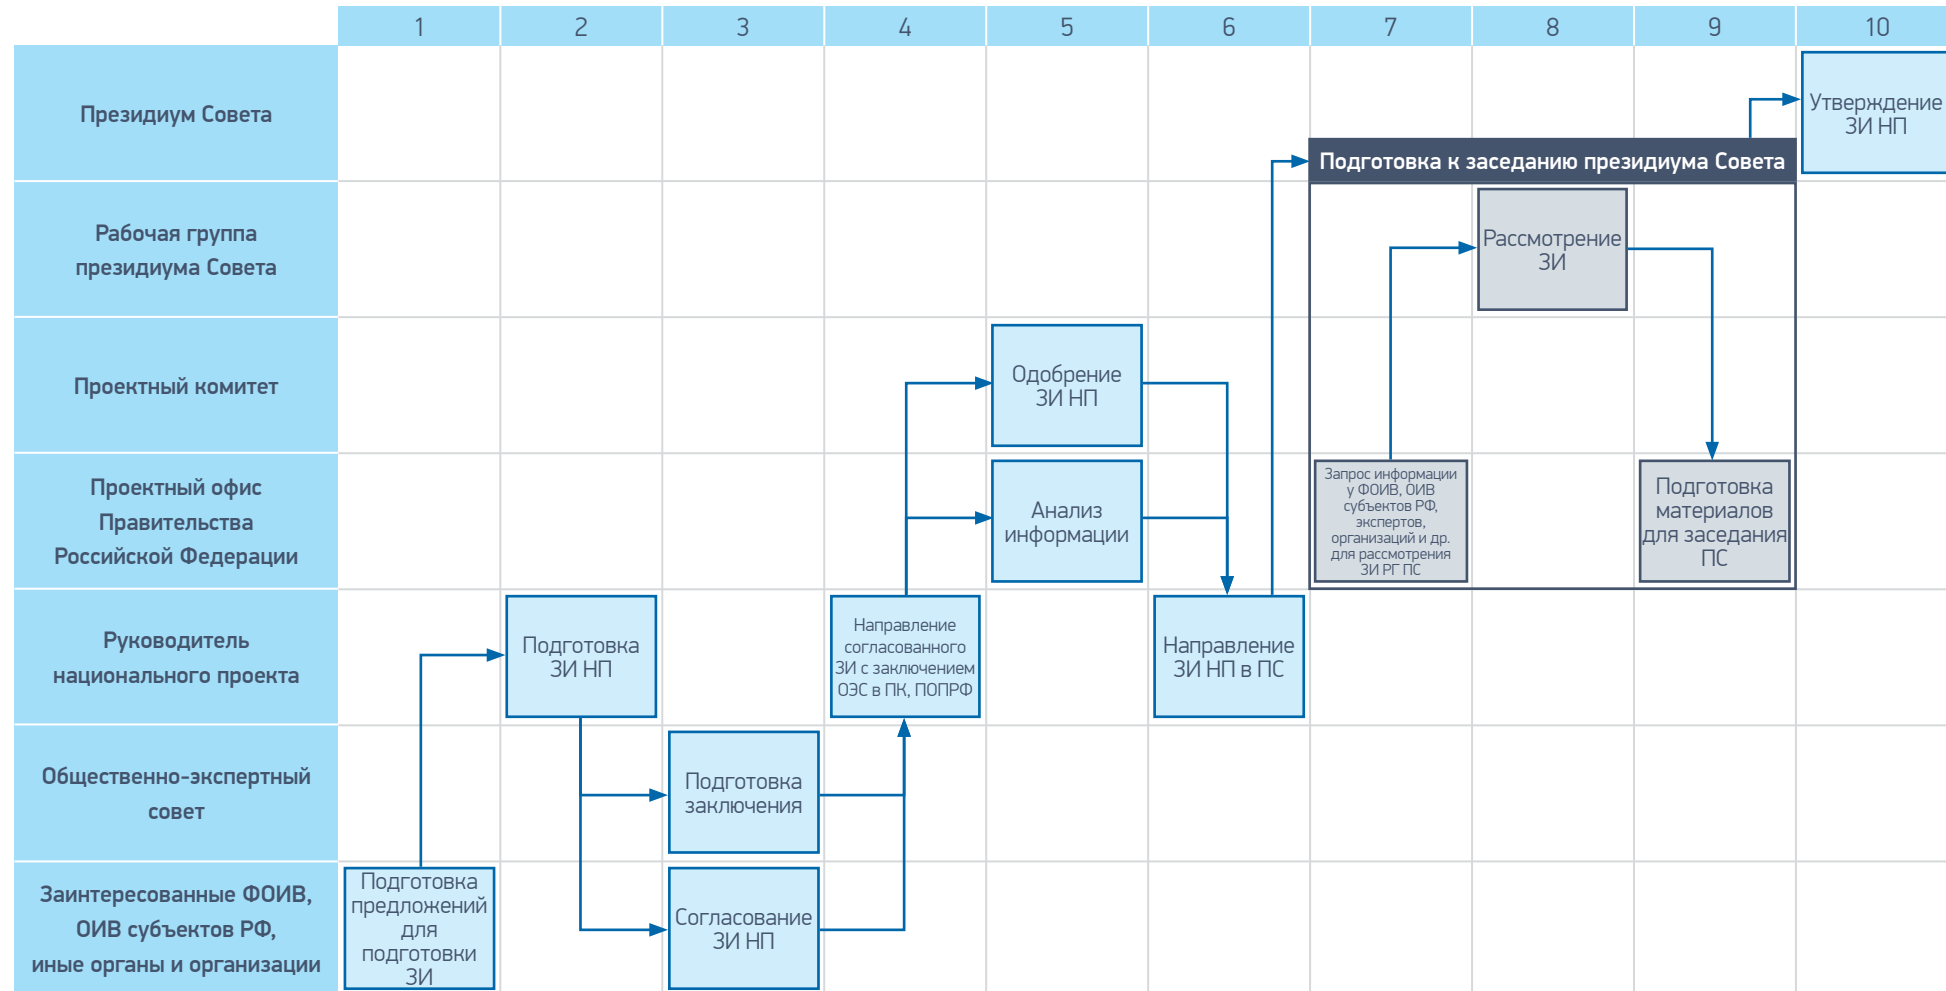 1 2 3 4 5 6 7 8 9 10
Президиум Совета
Утверждение
ЗИ НП
Подготовка к заседанию президиума Совета
Рабочая группа
президиума Совета
Рассмотрение
ЗИ
Проектный комитет
Одобрение
ЗИ НП
Проектный офис
Правительства
Российской Федерации
Анализ
информации
Запрос информации
у ФОИВ, ОИВ
субъектов РФ,
экспертов,
организаций и др.
для рассмотрения
ЗИ РГ ПС
Подготовка
материалов
для заседания
ПС
Руководитель
национального проекта
Подготовка
ЗИ НП
Направление
согласованного
ЗИ с заключением
ОЭС в ПК, ПОПРФ
Направление
ЗИ НП в ПС
Общественно-экспертный
совет
Подготовка
заключения
Заинтересованные ФОИВ,
ОИВ субъектов РФ,
иные органы и организации
Подготовка
предложений
для
подготовки
ЗИ
Согласование
ЗИ НП